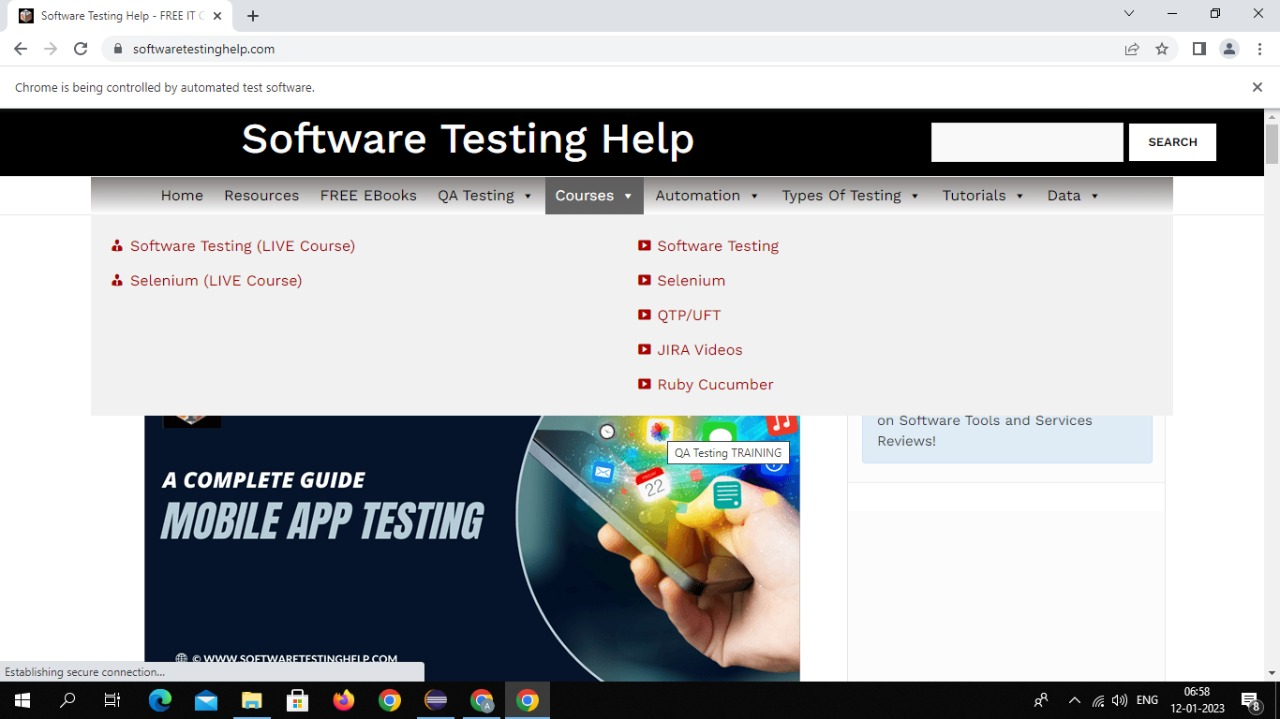 Software Testing Help - FREE IT C
softwaretestinghelp.com
Chrome is being controlled by automated test software.
Software Testing Help
SEARCH
Home Resources FREE EBooks QA Testing Courses Automation Types Of Testing Tutorials Data
Software Testing (LIVE Course)
Selenium (LIVE Course)
Software Testing
Selenium
QTP/UFT
JIRA Videos
Ruby Cucumber
on Software Tools and Services
Reviews!
QA Testing TRAINING
22
A COMPLETE GUIDE
MOBILE APP TESTING
© WWW.SOFTWARETESTINGHELP.COM
Establishing secure connection...
A
ENG
06:58
12-01-2023
8